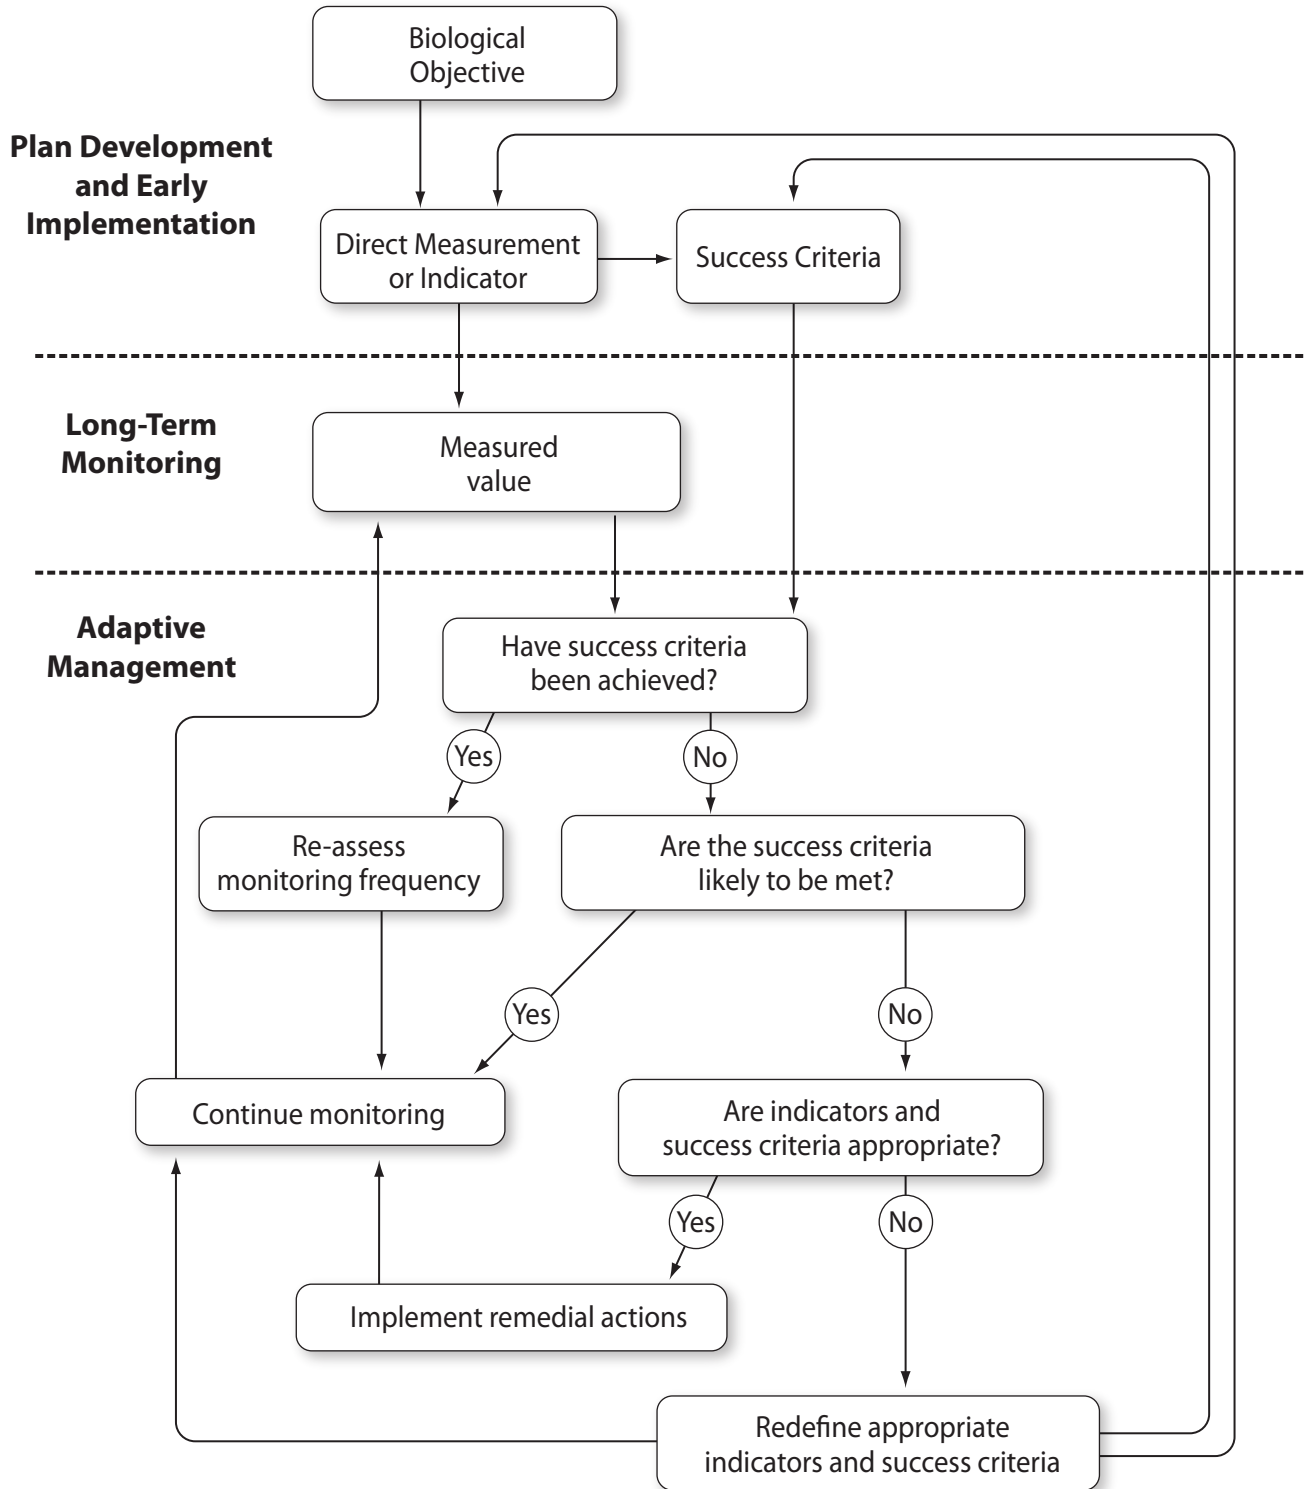 Biological
Objective
Plan Development
and Early
Implementation
Direct Measurement
or Indicator
Success Criteria
Long-Term
Monitoring
Measured
value
Adaptive
Management
Have success criteria
been achieved?
Yes
No
Re-assess
monitoring frequency
Are the success criteria
likely to be met?
Yes
No
Continue monitoring
Are indicators and
success criteria appropriate?
Yes
No
Implement remedial actions
Redefine appropriate
indicators and success criteria